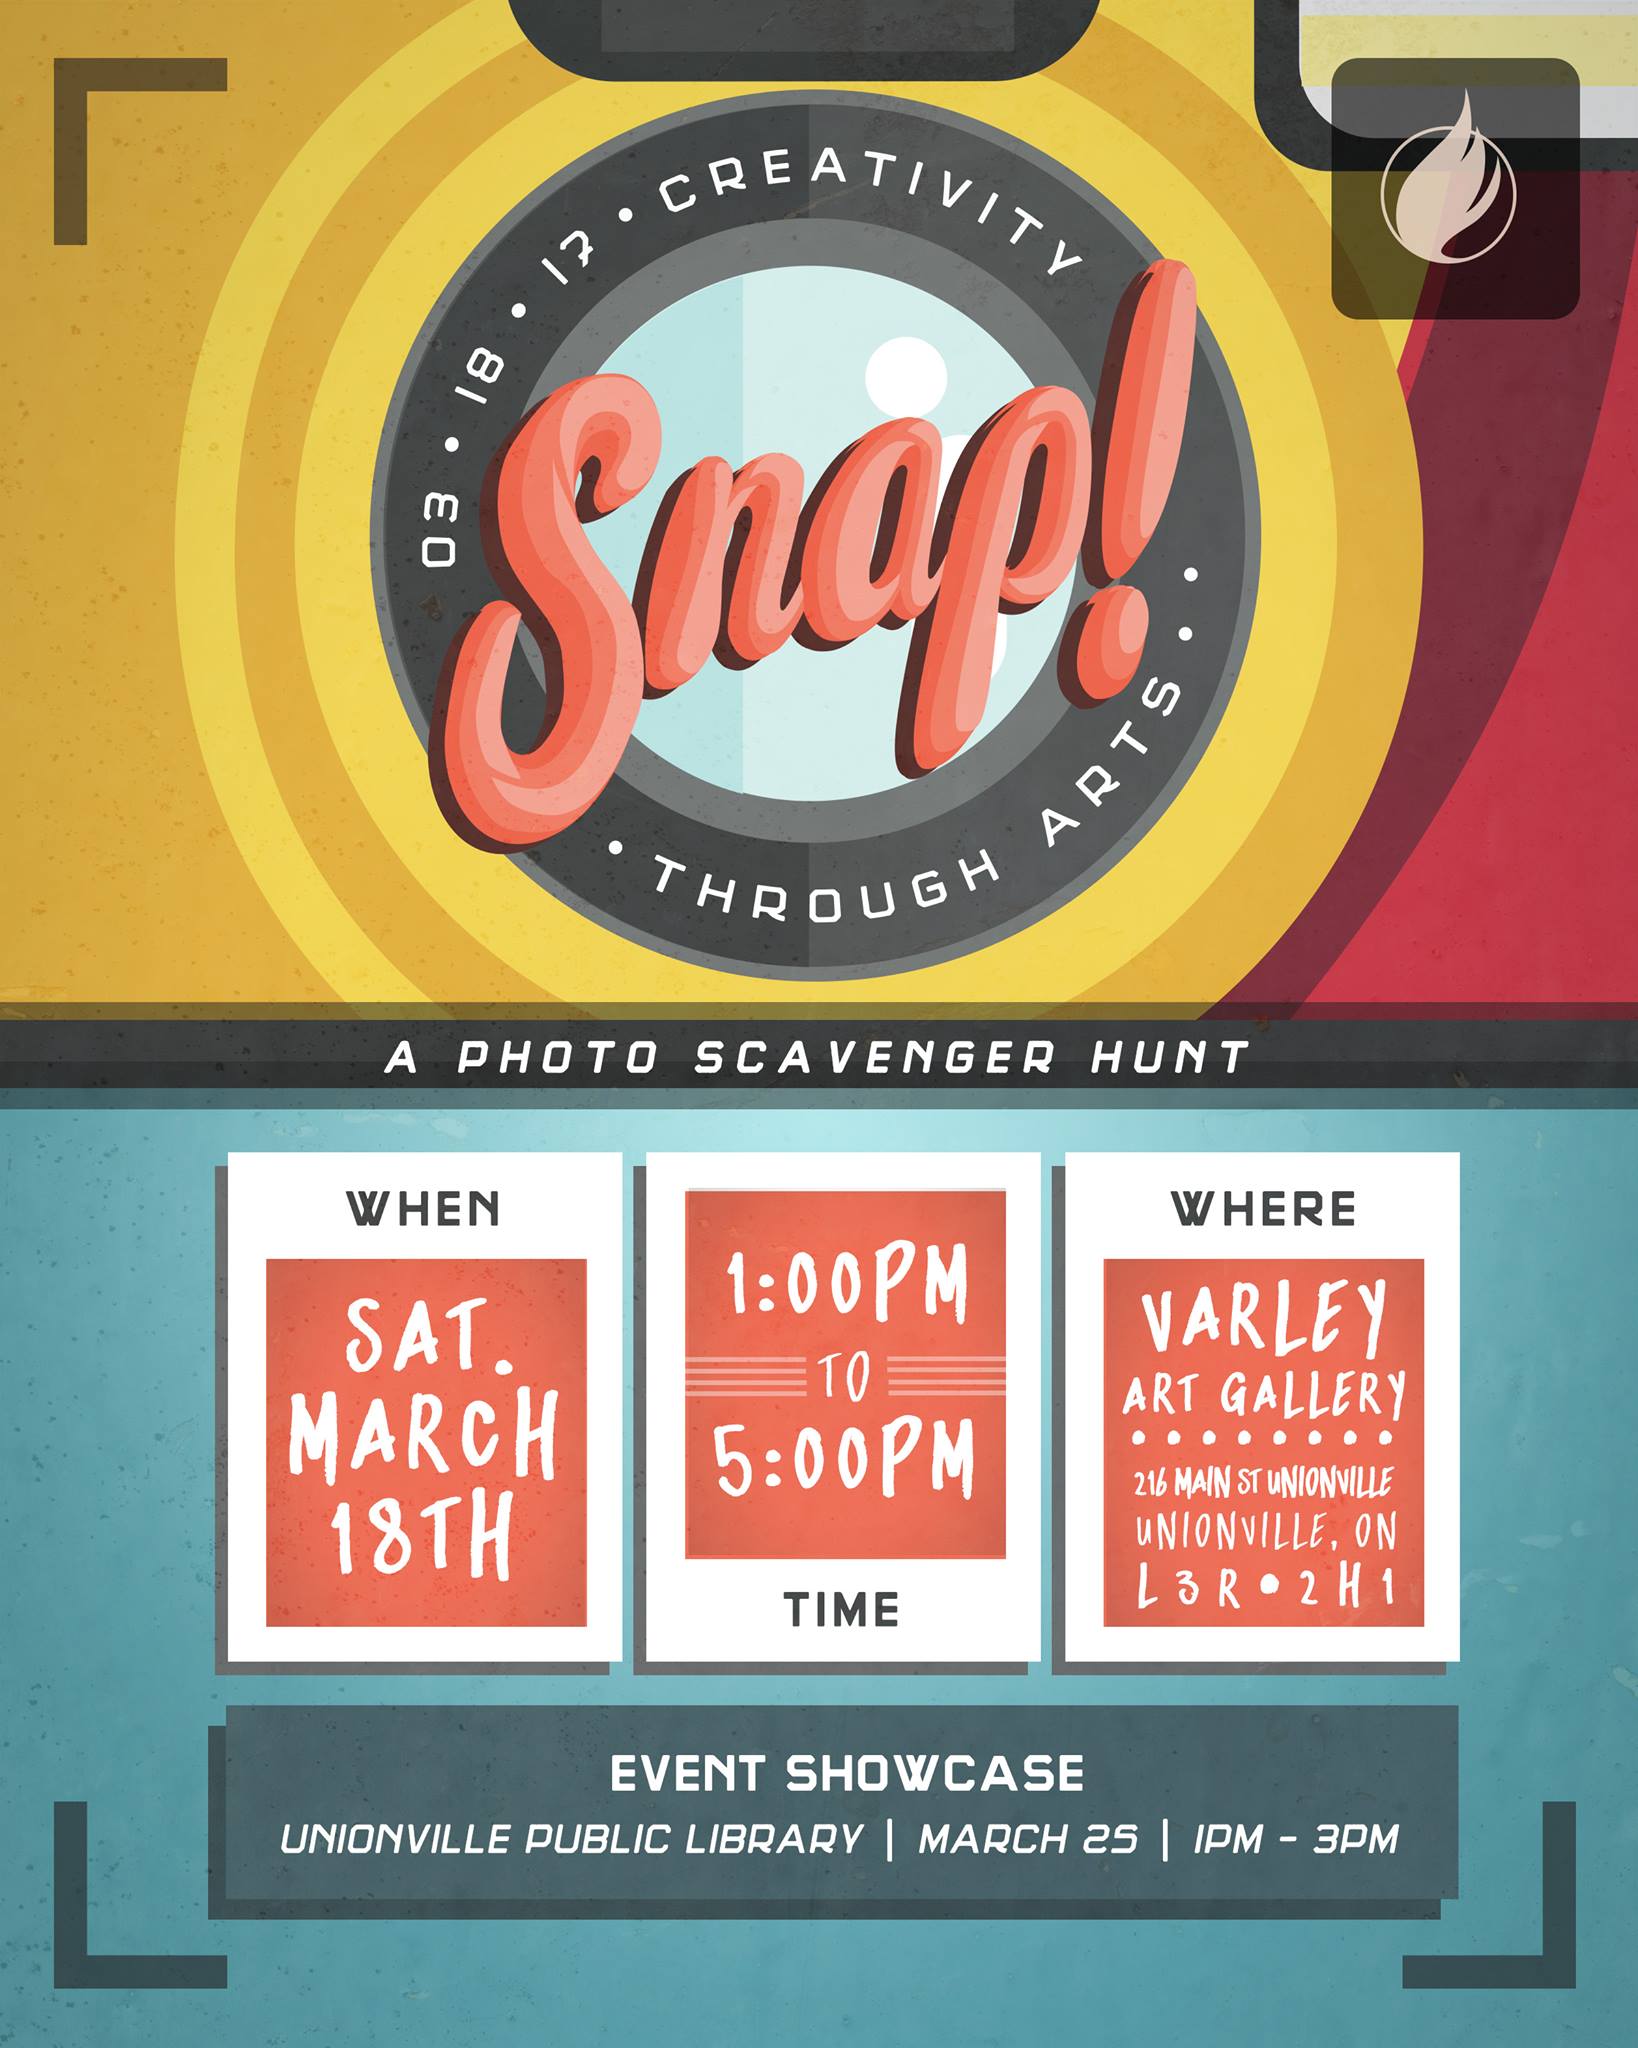 03 • 18 • 17 • CREATIVITY
Snap!
• THROUGH ARTS • •
A PHOTO SCAVENGER HUNT
WHEN
SAT.
MARCH
18TH
1:00PM
TO
5:00PM
TIME
WHERE
VARLEY
ART GALLERY
216 MAIN ST UNIONVILLE
UNIONVILLE, ON
L3R • 2H1
EVENT SHOWCASE
UNIONVILLE PUBLIC LIBRARY | MARCH 25 | 1PM - 3PM